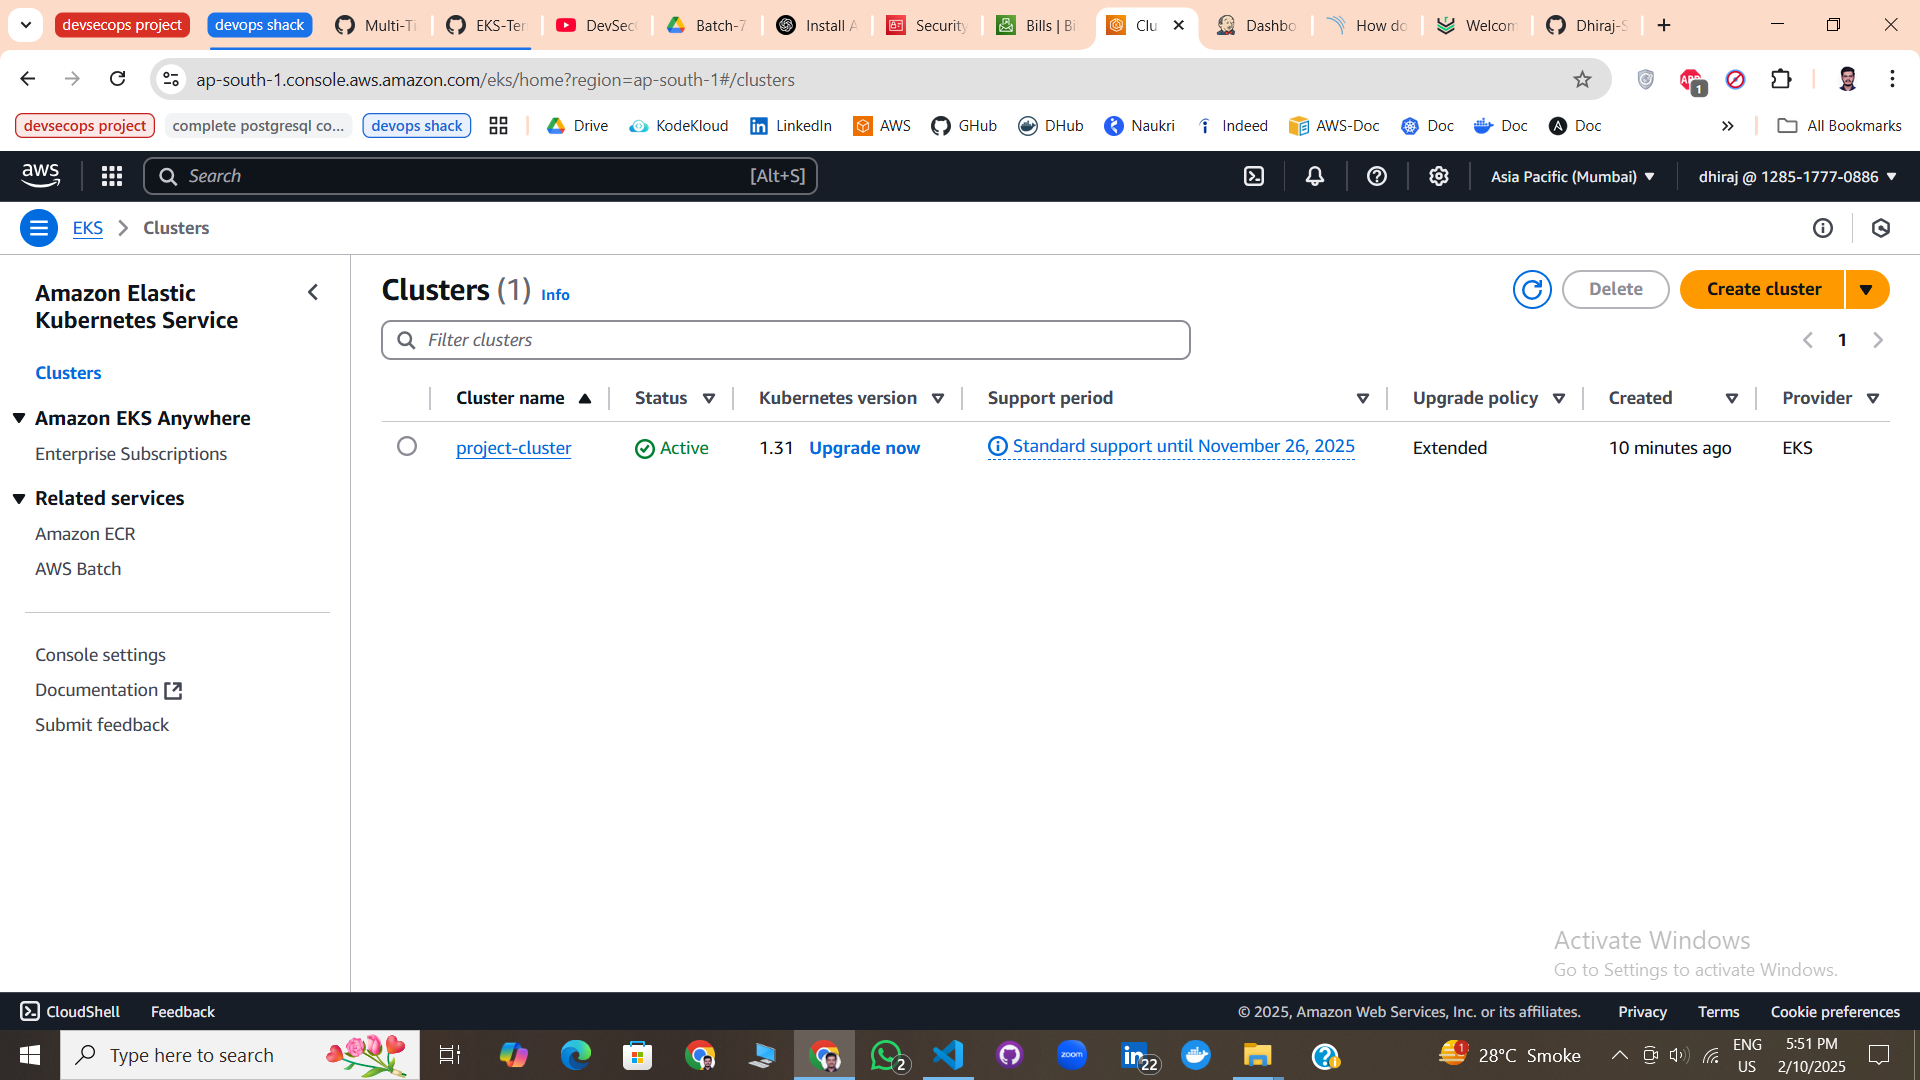 devsecops project
devops shack
Multi-Ti
EKS-Ter
DevSec
Batch-7
Install A
Security
Bills | Bi
Clu
Dashbo
How do
Welcom
Dhiraj-S
ap-south-1.console.aws.amazon.com/eks/home?region=ap-south-1#/clusters
1
devsecops project
complete postgresql co...
devops shack
Drive
KodeKloud
LinkedIn
AWS
GHub
DHub
Naukri
Indeed
AWS-Doc
Doc
Doc
Doc
All Bookmarks
aws
Search
[Alt+S]
Asia Pacific (Mumbai)
dhiraj @ 1285-1777-0886
EKS
Clusters
Amazon Elastic
Kubernetes Service
Clusters
Amazon EKS Anywhere
Enterprise Subscriptions
Related services
Amazon ECR
AWS Batch
Console settings
Documentation
Submit feedback
Clusters (1) Info
Delete
Create cluster
Filter clusters
1
Cluster name
Status
Kubernetes version
Support period
Upgrade policy
Created
Provider
project-cluster
Active
1.31 Upgrade now
Standard support until November 26, 2025
Extended
10 minutes ago
EKS
Activate Windows
Go to Settings to activate Windows.
CloudShell
Feedback
© 2025, Amazon Web Services, Inc. or its affiliates.
Privacy
Terms
Cookie preferences
Type here to search
zoom
2
22
1
28°C Smoke
ENG
US
5:51 PM
2/10/2025